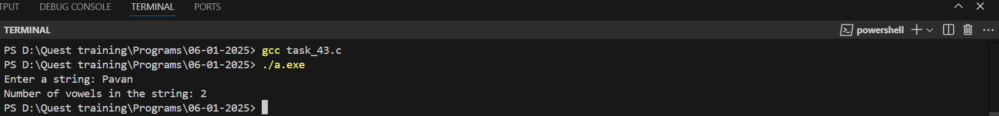 TPUT DEBUG CONSOLE TERMINAL PORTS
TERMINAL powershell
PS D:\Quest training\Programs\06-01-2025> gcc task_43.c
PS D:\Quest training\Programs\06-01-2025> ./a.exe
Enter a string: Pavan
Number of vowels in the string: 2
PS D:\Quest training\Programs\06-01-2025>